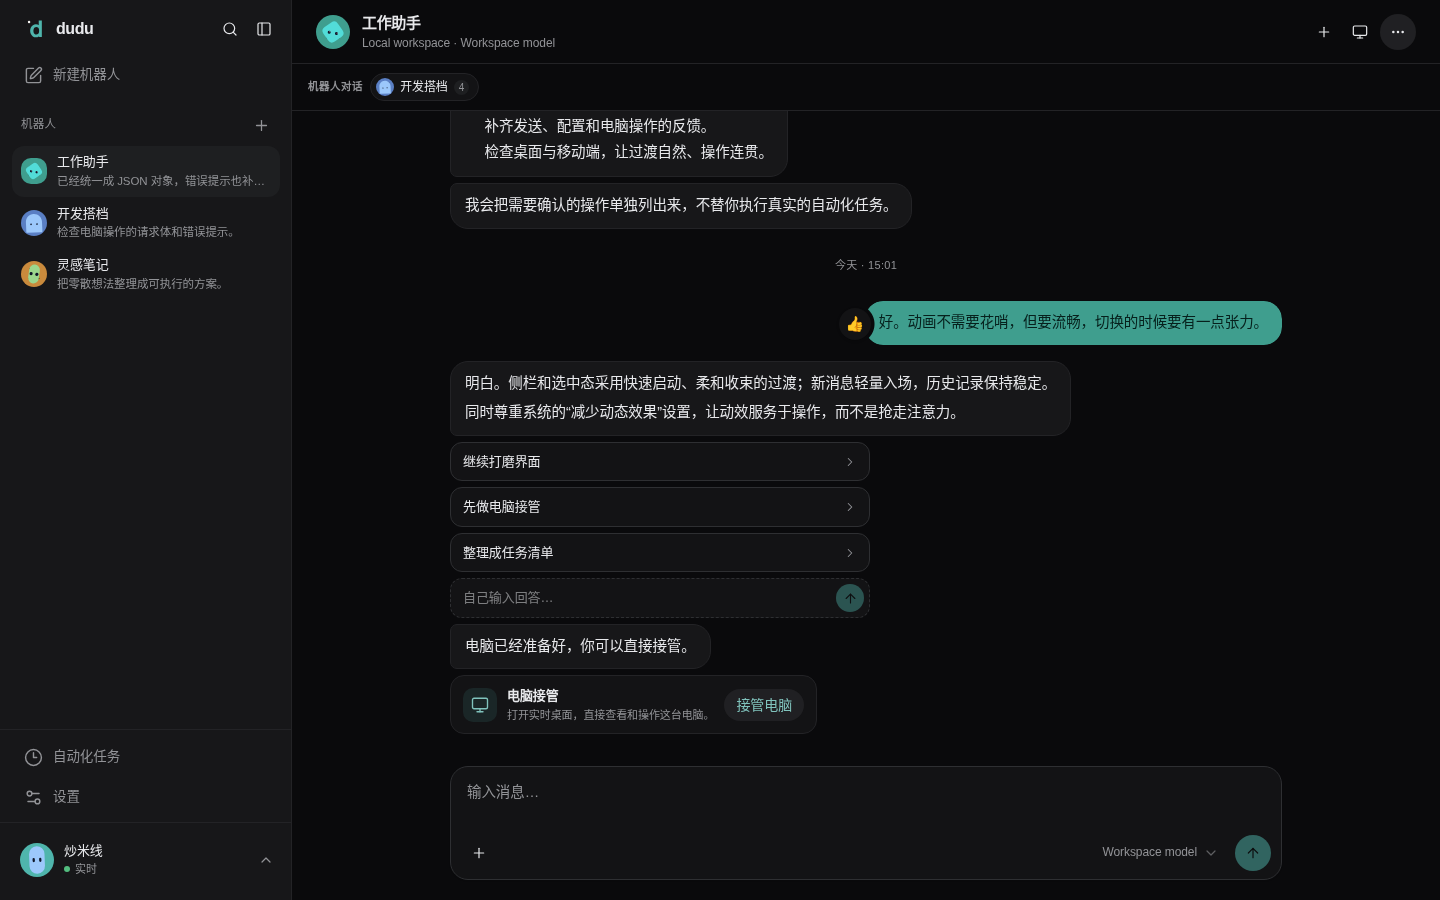 dudu
新建机器人
机器人
工作助手
已经统一成 JSON 对象，错误提示也补…
开发搭档
检查电脑操作的请求体和错误提示。
灵感笔记
把零散想法整理成可执行的方案。
自动化任务
设置
炒米线
实时
工作助手
Local workspace · Workspace model
机器人对话
开发搭档
4
补齐发送、配置和电脑操作的反馈。
检查桌面与移动端，让过渡自然、操作连贯。
我会把需要确认的操作单独列出来，不替你执行真实的自动化任务。
今天 · 15:01
好。动画不需要花哨，但要流畅，切换的时候要有一点张力。
明白。侧栏和选中态采用快速启动、柔和收束的过渡；新消息轻量入场，历史记录保持稳定。
同时尊重系统的“减少动态效果”设置，让动效服务于操作，而不是抢走注意力。
继续打磨界面
先做电脑接管
整理成任务清单
自己输入回答…
电脑已经准备好，你可以直接接管。
电脑接管
打开实时桌面，直接查看和操作这台电脑。
接管电脑
输入消息…
Workspace model